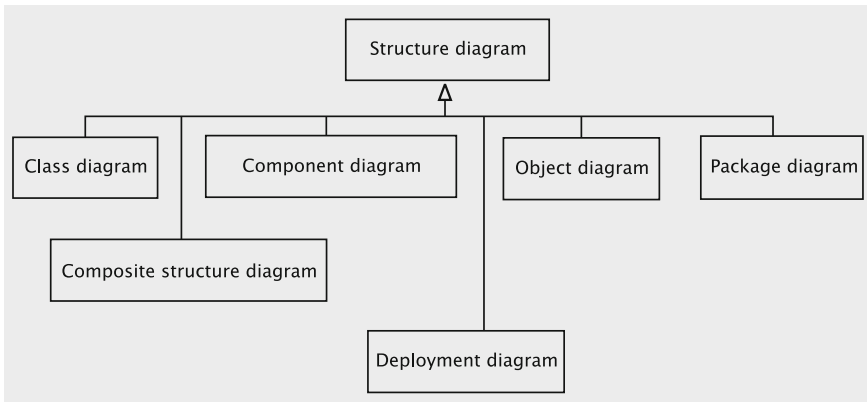 Structure diagram
Class diagram
Component diagram
Object diagram
Package diagram
Composite structure diagram
Deployment diagram